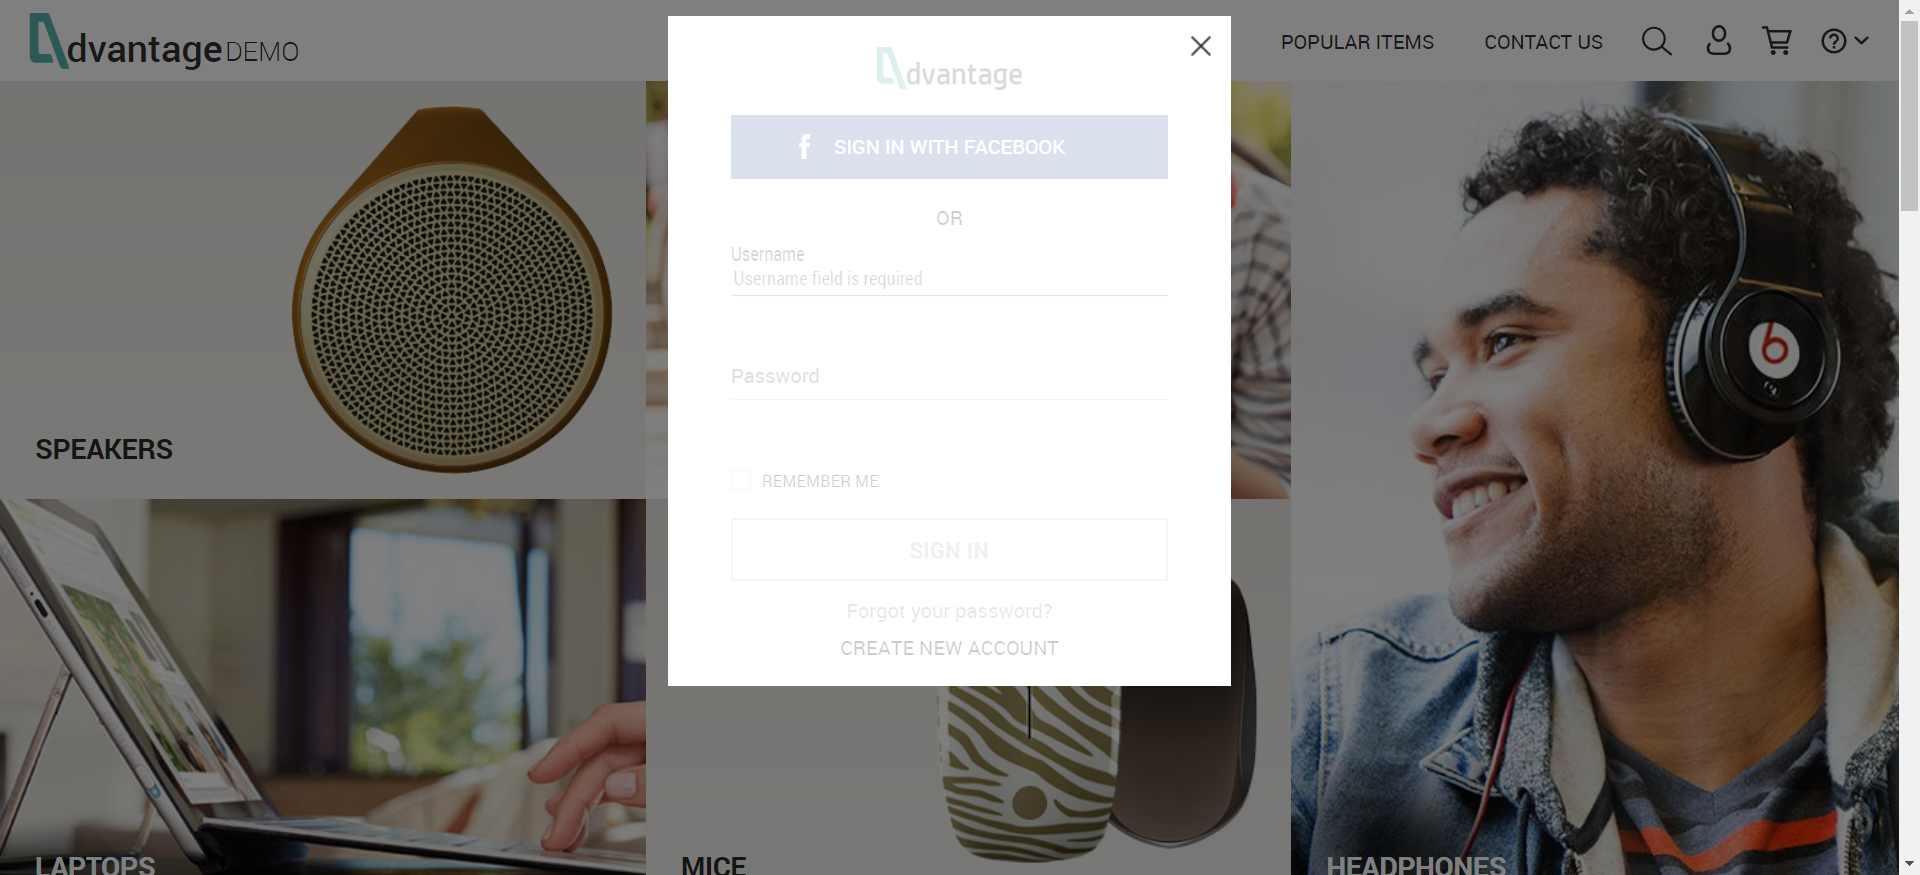 dvantage DEMO
POPULAR ITEMS
CONTACT US
dvantage
SIGN IN WITH FACEBOOK
OR
Username
Username field is required
Password
REMEMBER ME
SIGN IN
Forgot your password?
CREATE NEW ACCOUNT
SPEAKERS
LAPTOPS
MICE
HEADPHONES